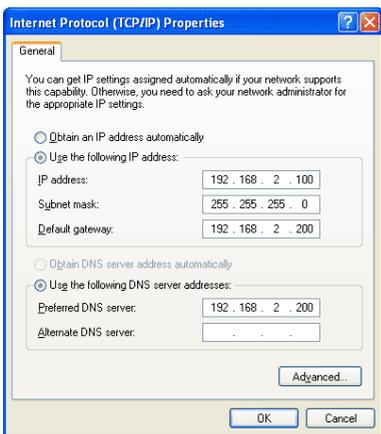 Internet Protocol (TCP/IP) Properties
General
You can get IP settings assigned automatically if your network supports
this capability. Otherwise, you need to ask your network administrator for
the appropriate IP settings.
Obtain an IP address automatically
Use the following IP address:
IP address: 192 . 168 . 2 . 100
Subnet mask: 255 . 255 . 255 . 0
Default gateway: 192 . 168 . 2 . 200
Obtain DNS server address automatically
Use the following DNS server addresses:
Preferred DNS server: 192 . 168 . 2 . 200
Alternate DNS server: . . .
Advanced...
OK Cancel